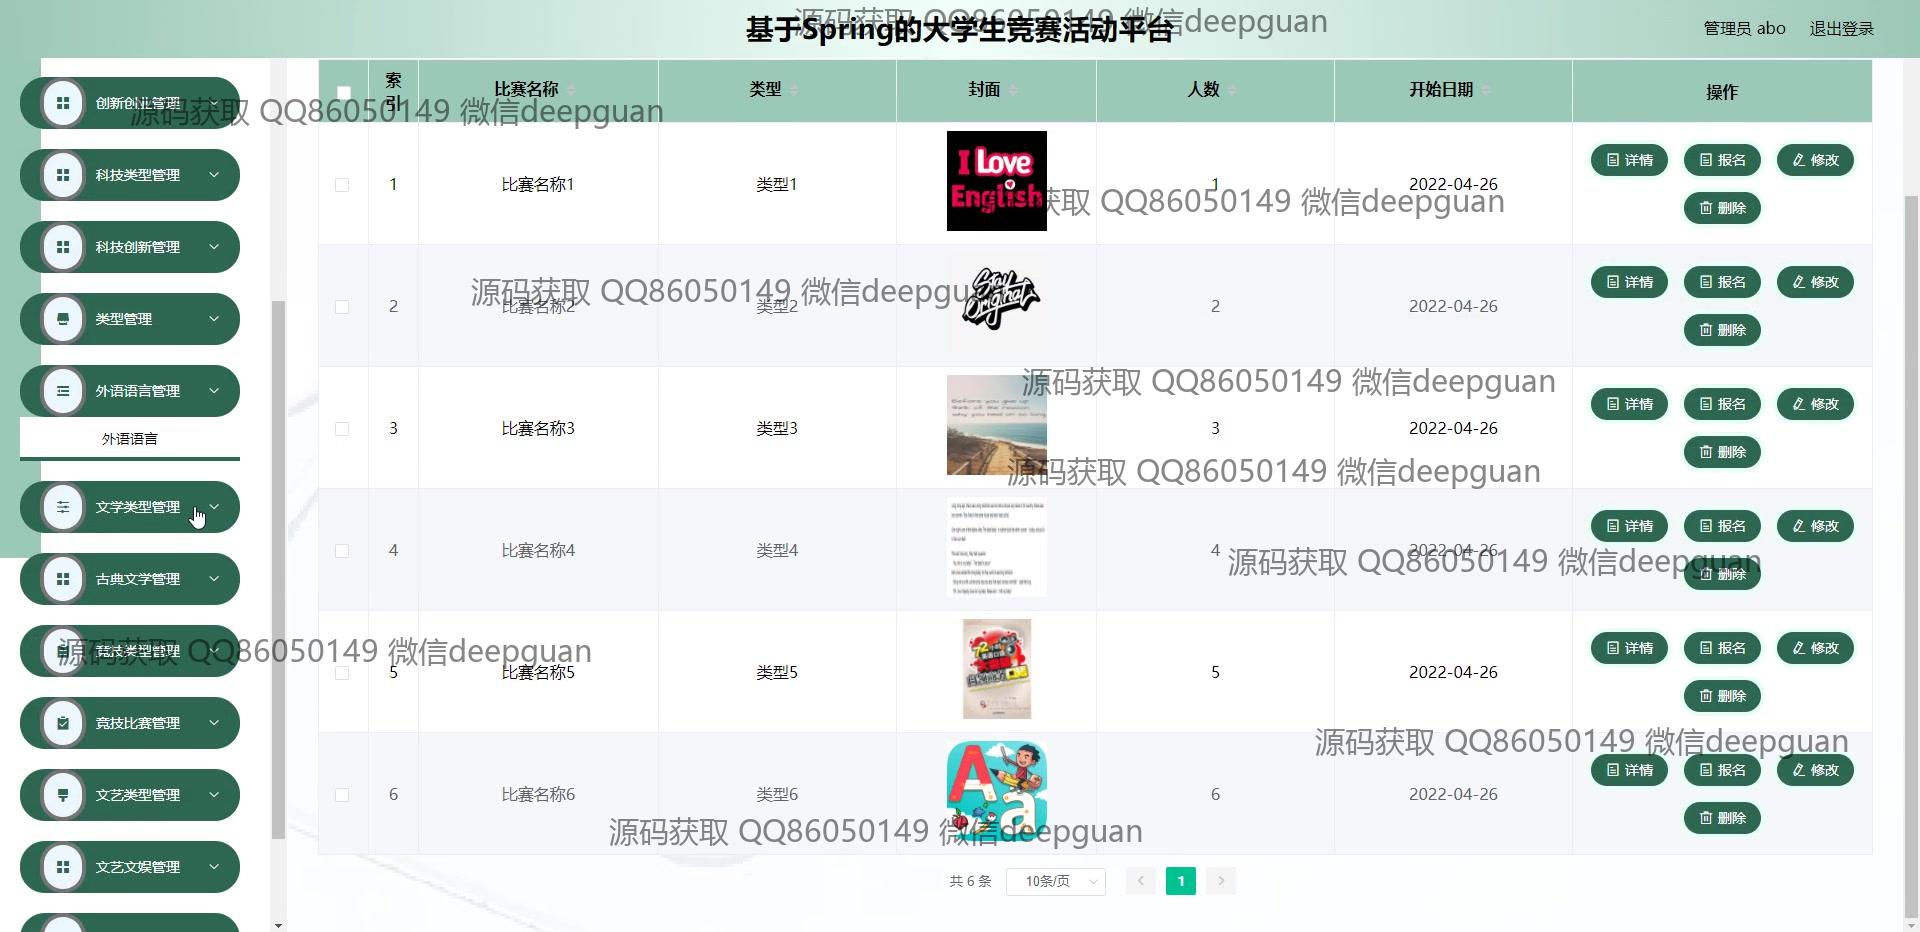 基于Spring的大学生竞赛活动平台
源码获取 QQ86050149 微信deepguan
管理员 abo 退出登录
创新创业管理
源码获取 QQ86050149 微信deepguan
科技类型管理
科技创新管理
类型管理
外语语言管理
外语语言
文学类型管理
古典文学管理
竞技类型管理
源码获取 QQ86050149 微信deepguan
竞技比赛管理
文艺类型管理
文艺文娱管理
索引 比赛名称 类型 封面 人数 开始日期 操作
1 比赛名称1 类型1 I Love English 1 2022-04-26 详情 报名 修改 删除
获取 QQ86050149 微信deepguan
2 比赛名称2 类型2 Stay Original 2 2022-04-26 详情 报名 修改 删除
源码获取 QQ86050149 微信deepgu
源码获取 QQ86050149 微信deepguan
3 比赛名称3 类型3 3 2022-04-26 详情 报名 修改 删除
源码获取 QQ86050149 微信deepguan
4 比赛名称4 类型4 4 2022-04-26 详情 报名 修改 删除
源码获取 QQ86050149 微信deepguan
5 比赛名称5 类型5 72小时 5 2022-04-26 详情 报名 修改 删除
源码获取 QQ86050149 微信deepguan
6 比赛名称6 类型6 Aa 6 2022-04-26 详情 报名 修改 删除
源码获取 QQ86050149 微信deepguan
共 6 条 10条/页 1